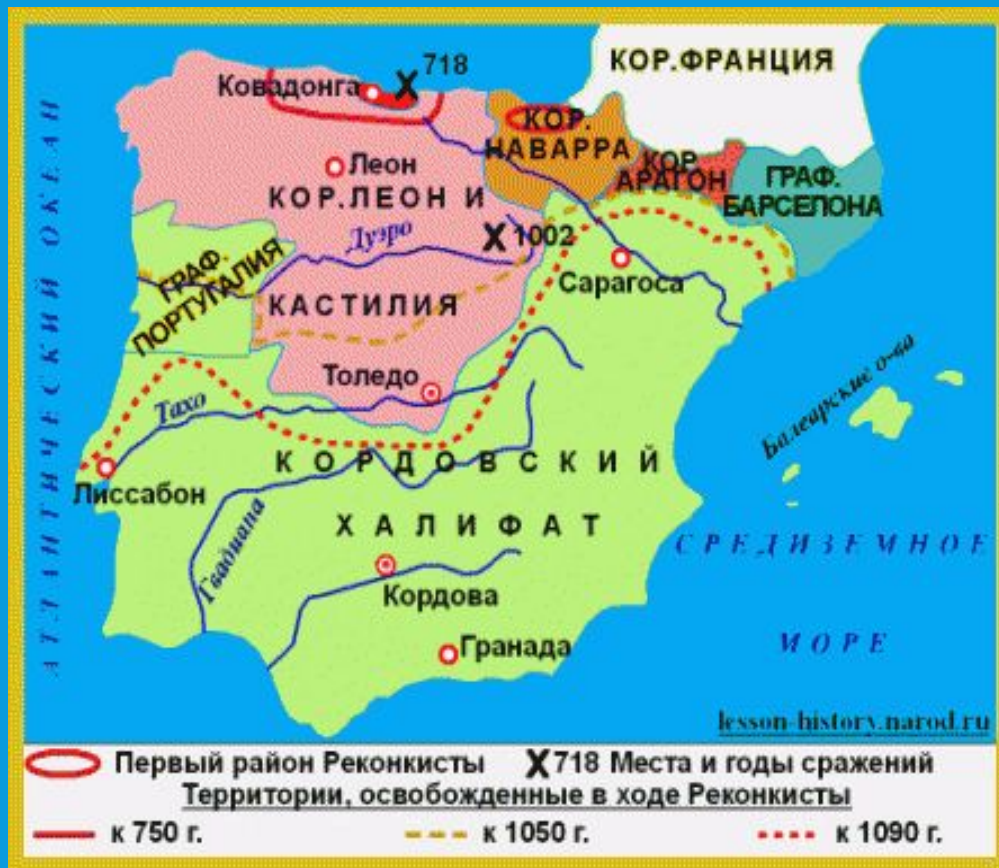 КОР.ФРАНЦИЯ
718
Ковадонга
КОР.
НАВАРРА
КОР.
АРАГОН
ГРАФ.
БАРСЕЛОНА
Леон
КОР.ЛЕОН И
КАСТИЛИЯ
Дуэро
1002
Сарагоса
ГРАФ.
ПОРТУГАЛИЯ
Толедо
Тахо
Лиссабон
КОРДОВСКИЙ
ХАЛИФАТ
Гвадиана
Кордова
Гранада
АТЛАНТИЧЕСКИЙ ОКЕАН
Балеарские о-ва
СРЕДИЗЕМНОЕ
МОРЕ
lesson-history.narod.ru
Первый район Реконкисты
718 Места и годы сражений
Территории, освобожденные в ходе Реконкисты
к 750 г.
к 1050 г.
к 1090 г.